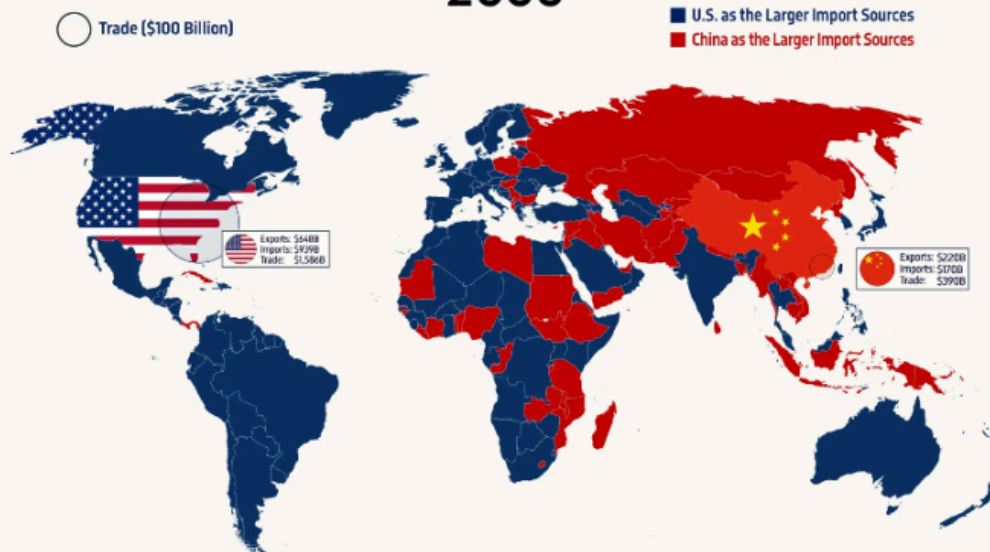 Trade ($100 Billion)
U.S. as the Larger Import Sources
China as the Larger Import Sources
Exports: $648B
Imports: $939B
Trade: $1,586B
Exports: $220B
Imports: $170B
Trade: $390B